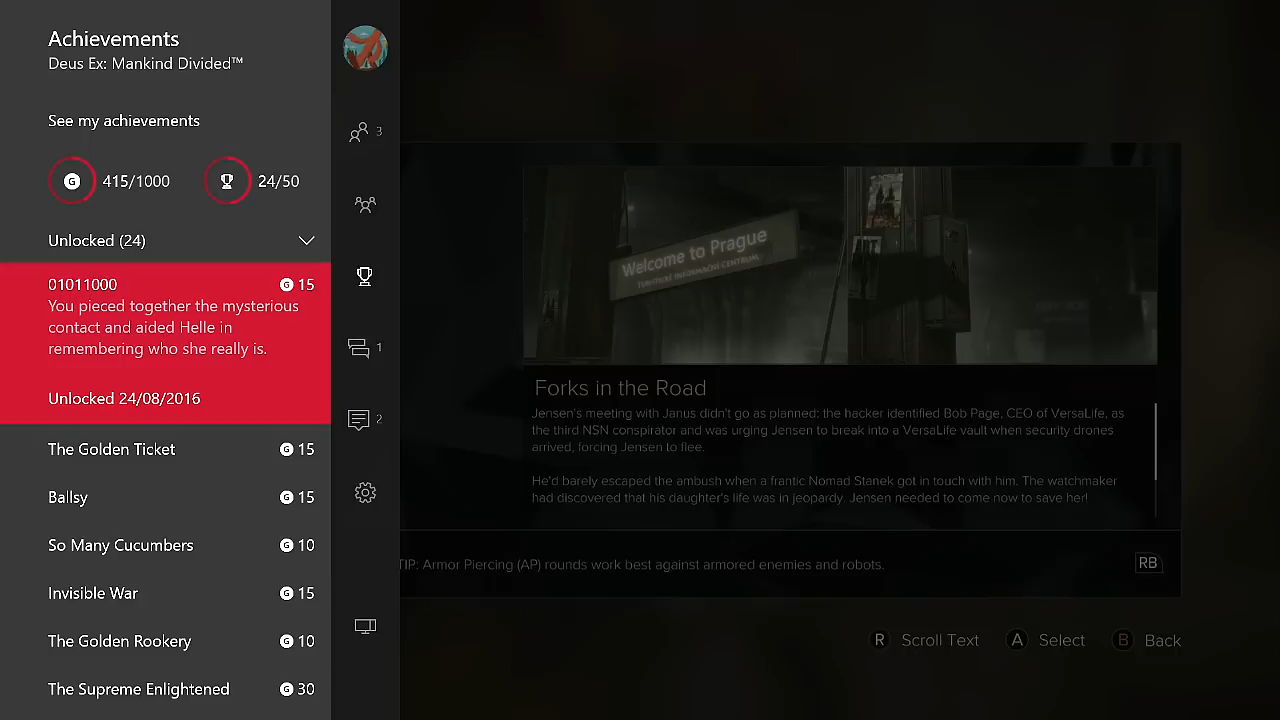 Achievements
Deus Ex: Mankind Divided™
See my achievements
G 415/1000
24/50
Unlocked (24)
01011000 G 15
You pieced together the mysterious
contact and aided Helle in
remembering who she really is.
Unlocked 24/08/2016
The Golden Ticket G 15
Ballsy G 15
So Many Cucumbers G 10
Invisible War G 15
The Golden Rookery G 10
The Supreme Enlightened G 30
3
1
2
Welcome to Prague
TURISTICKÉ INFORMAČNÍ CENTRUM
Forks in the Road
Jensen's meeting with Janus didn't go as planned: the hacker identified Bob Page, CEO of VersaLife, as
the third NSN conspirator and was urging Jensen to break into a VersaLife vault when security drones
arrived, forcing Jensen to flee.
He'd barely escaped the ambush when a frantic Nomad Stanek got in touch with him. The watchmaker
had discovered that his daughter's life was in jeopardy. Jensen needed to come now to save her!
TIP: Armor Piercing (AP) rounds work best against armored enemies and robots.
RB
R Scroll Text A Select B Back